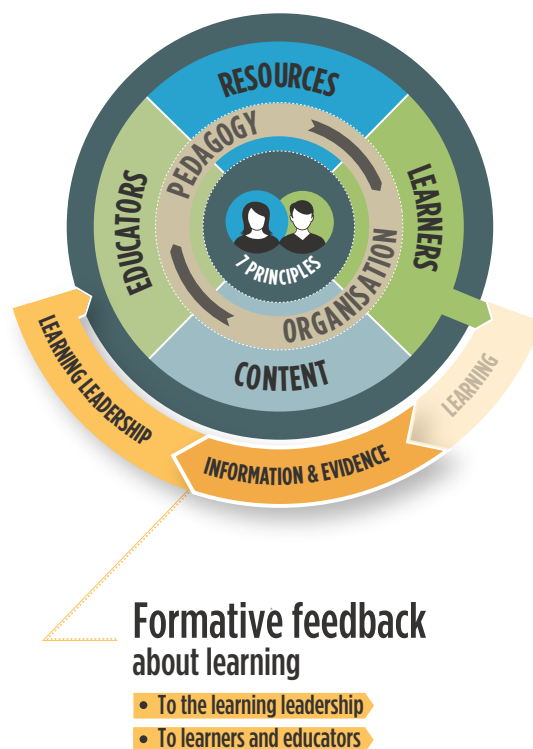 RESOURCES
PEDAGOGY
EDUCATORS
LEARNERS
7 PRINCIPLES
ORGANISATION
CONTENT
LEARNING LEADERSHIP
LEARNING
INFORMATION & EVIDENCE
Formative feedback
about learning
• To the learning leadership
• To learners and educators